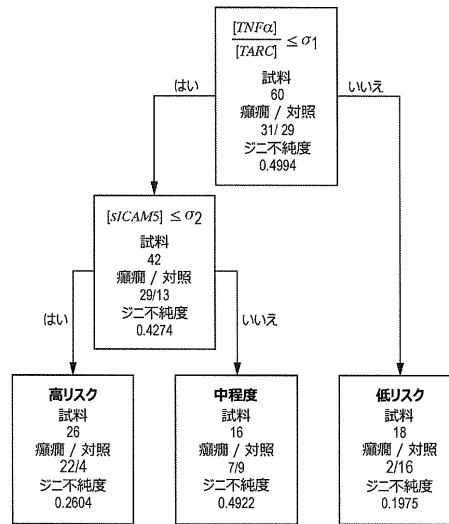 [TNFα]
[TARC] ≤ σ1
試料
60
癲癇 / 対照
31/ 29
ジニ不純度
0.4994
はい
いいえ
[sICAM5] ≤ σ2
試料
42
癲癇 / 対照
29/13
ジニ不純度
0.4274
はい
いいえ
高リスク
試料
26
癲癇 / 対照
22/4
ジニ不純度
0.2604
中程度
試料
16
癲癇 / 対照
7/9
ジニ不純度
0.4922
低リスク
試料
18
癲癇 / 対照
2/16
ジニ不純度
0.1975